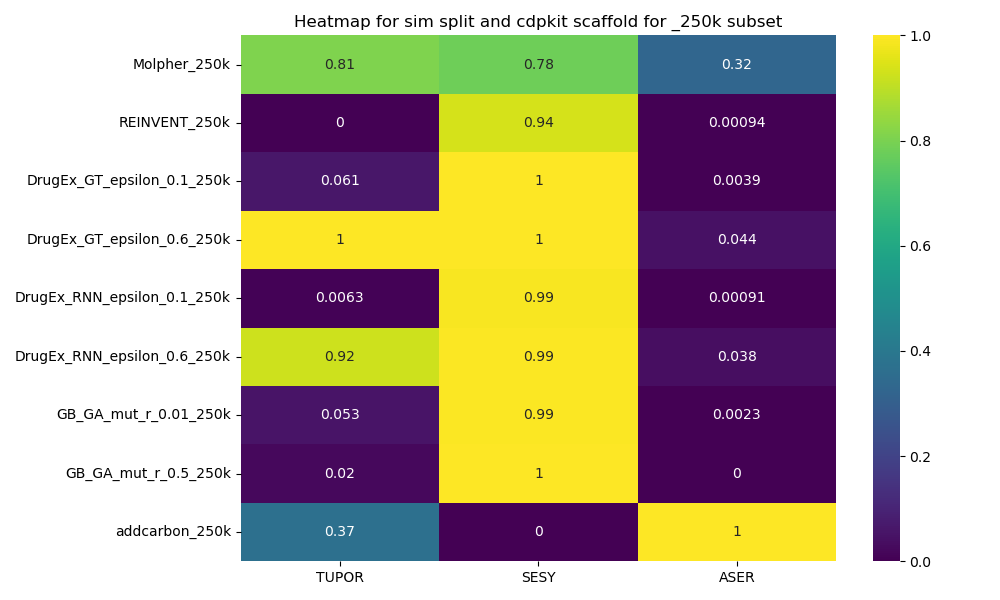 Heatmap for sim split and cdpkit scaffold for _250k subset
Molpher_250k 0.81 0.78 0.32
REINVENT_250k 0 0.94 0.00094
DrugEx_GT_epsilon_0.1_250k 0.061 1 0.0039
DrugEx_GT_epsilon_0.6_250k 1 1 0.044
DrugEx_RNN_epsilon_0.1_250k 0.0063 0.99 0.00091
DrugEx_RNN_epsilon_0.6_250k 0.92 0.99 0.038
GB_GA_mut_r_0.01_250k 0.053 0.99 0.0023
GB_GA_mut_r_0.5_250k 0.02 1 0
addcarbon_250k 0.37 0 1
TUPOR SESY ASER
1.0
0.8
0.6
0.4
0.2
0.0